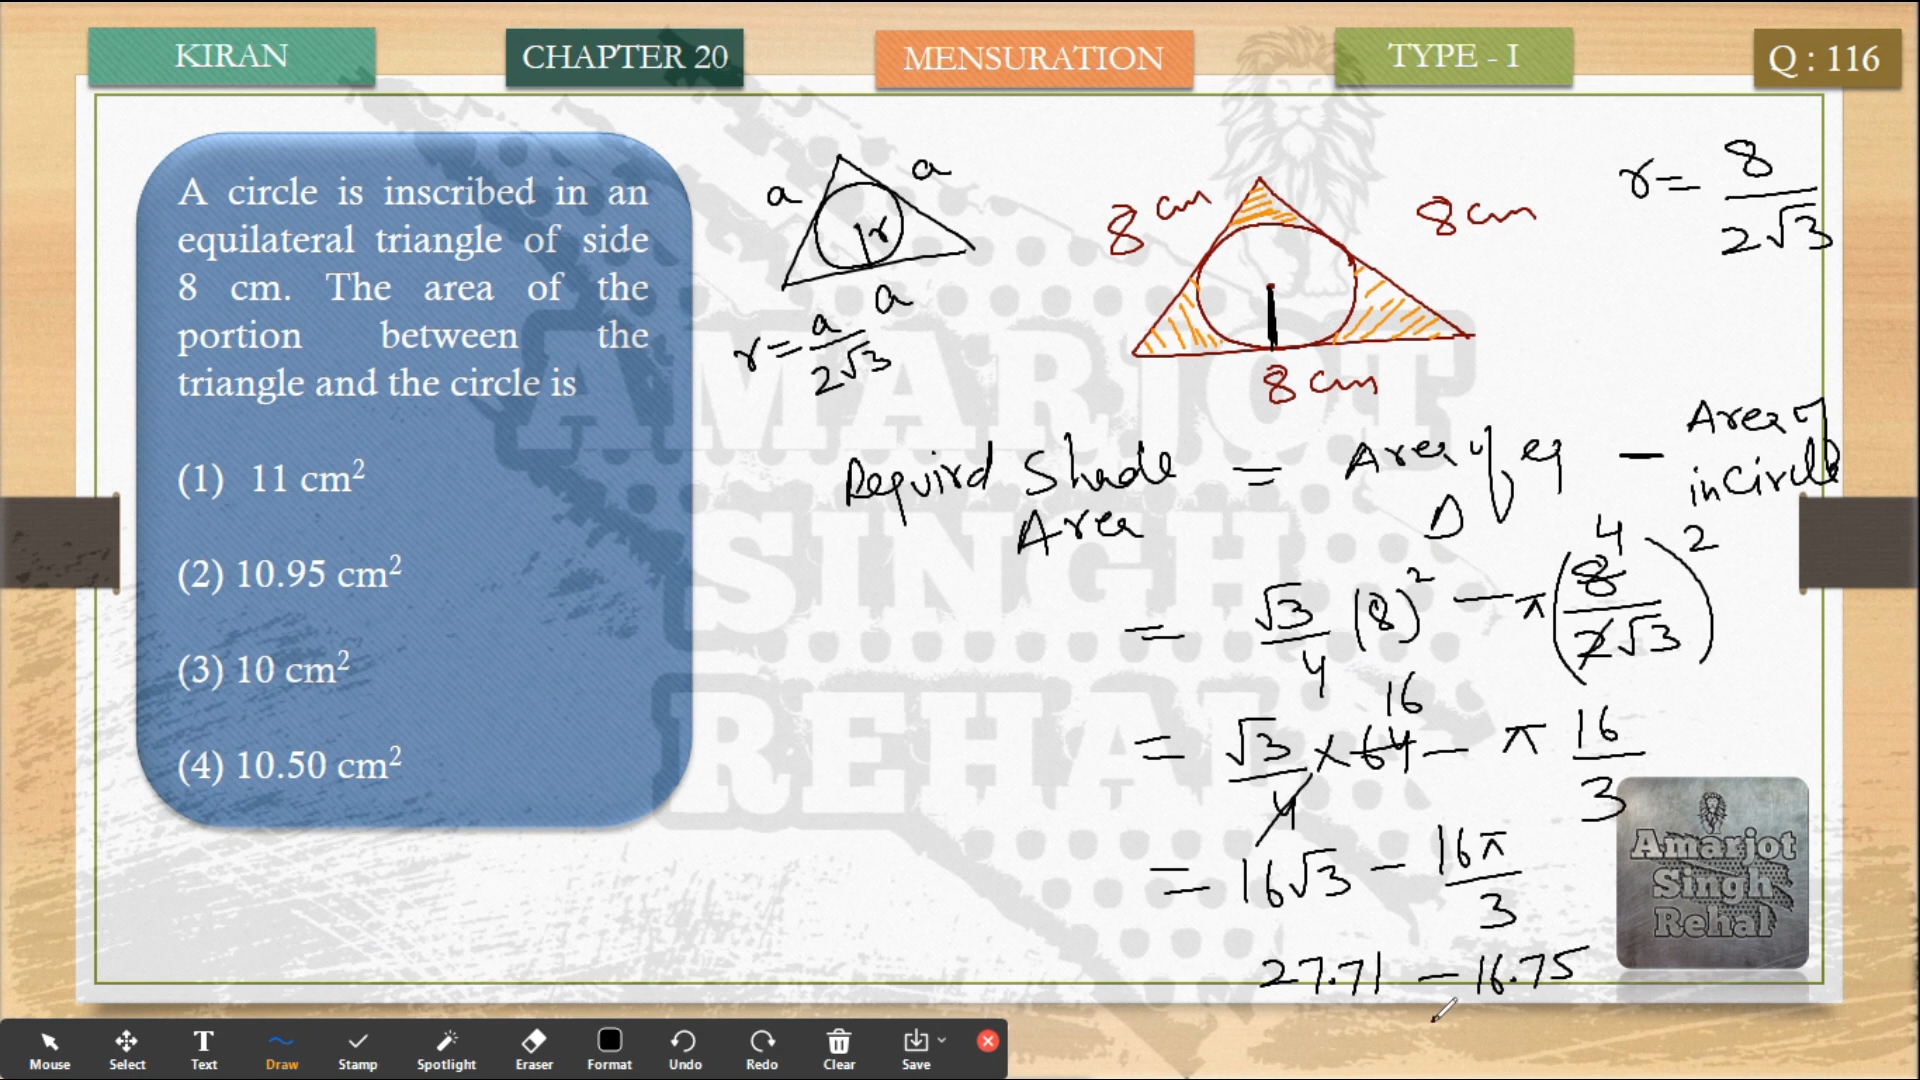 KIRAN
CHAPTER 20
MENSURATION
TYPE - I
Q : 116
A circle is inscribed in an
equilateral triangle of side
8 cm. The area of the
portion between the
triangle and the circle is
(1) 11 cm²
(2) 10.95 cm²
(3) 10 cm²
(4) 10.50 cm²
a
a
r
a
r = a/2√3
8 cm
8 cm
8 cm
r = 8/2√3
Requird Shade Area = Area of eq Δ − Area of inCircle
= √3/4 (8)² − π(8/2√3)² 4
= √3/4 × 64 − π 16/3
16
= 16√3 − 16π/3
27.71 − 16.75
AMARJOT
SINGH
REHAL
Amarjot
Singh
Rehal
Mouse
Select
Text
Draw
Stamp
Spotlight
Eraser
Format
Undo
Redo
Clear
Save